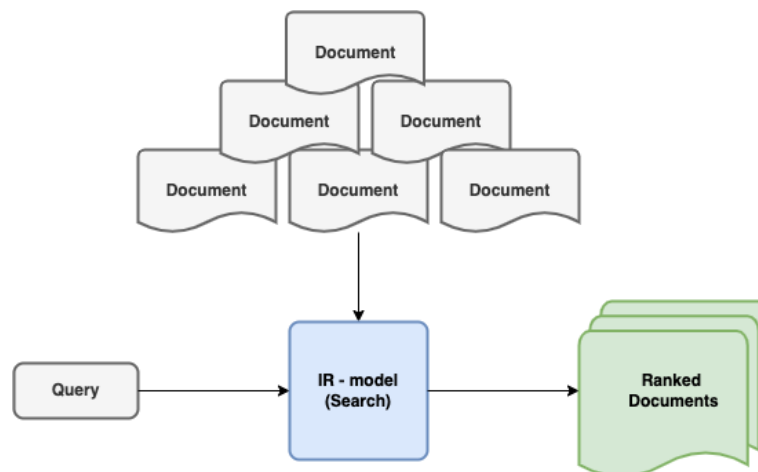 Document
Document
Document
Document
Document
Document
Query
IR - model
(Search)
Ranked
Documents